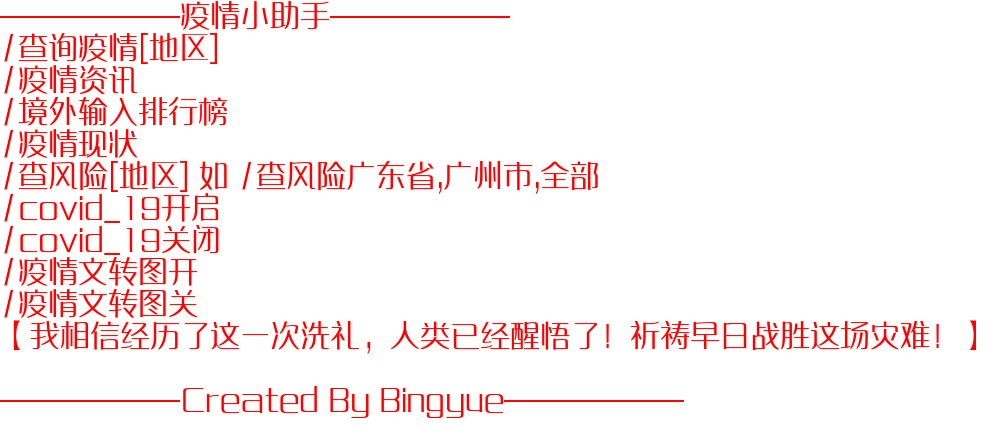 ——————疫情小助手——————
/查询疫情[地区]
/疫情资讯
/境外输入排行榜
/疫情现状
/查风险[地区] 如 /查风险广东省,广州市,全部
/covid_19开启
/covid_19关闭
/疫情文转图开
/疫情文转图关
【我相信经历了这一次洗礼，人类已经醒悟了！祈祷早日战胜这场灾难！】
——————Created By Bingyue——————